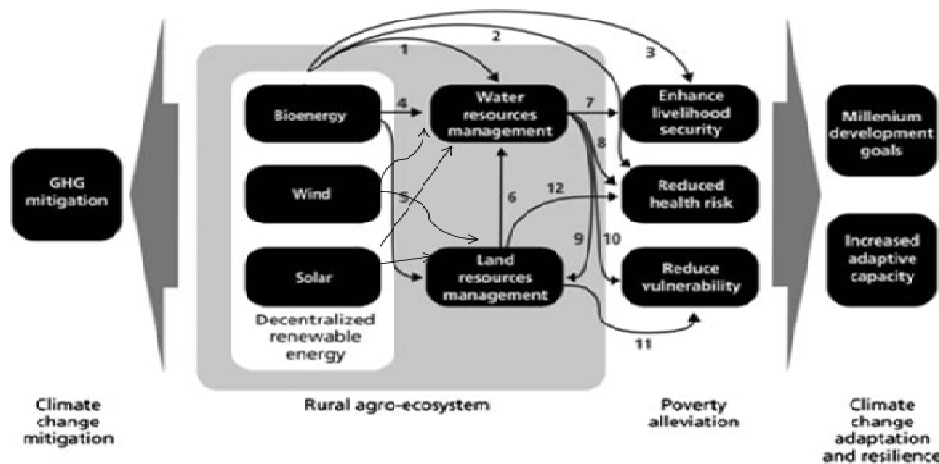 1
2
3
Bioenergy
4
Water
resources
management
7
Enhance
livelihood
security
Millenium
development
goals
8
GHG
mitigation
Wind
5
6
12
Reduced
health risk
9
10
Solar
Land
resources
management
Reduce
vulnerability
Increased
adaptive
capacity
Decentralized
renewable
energy
11
Climate
change
mitigation
Rural agro-ecosystem
Poverty
alleviation
Climate
change
adaptation
and resilience